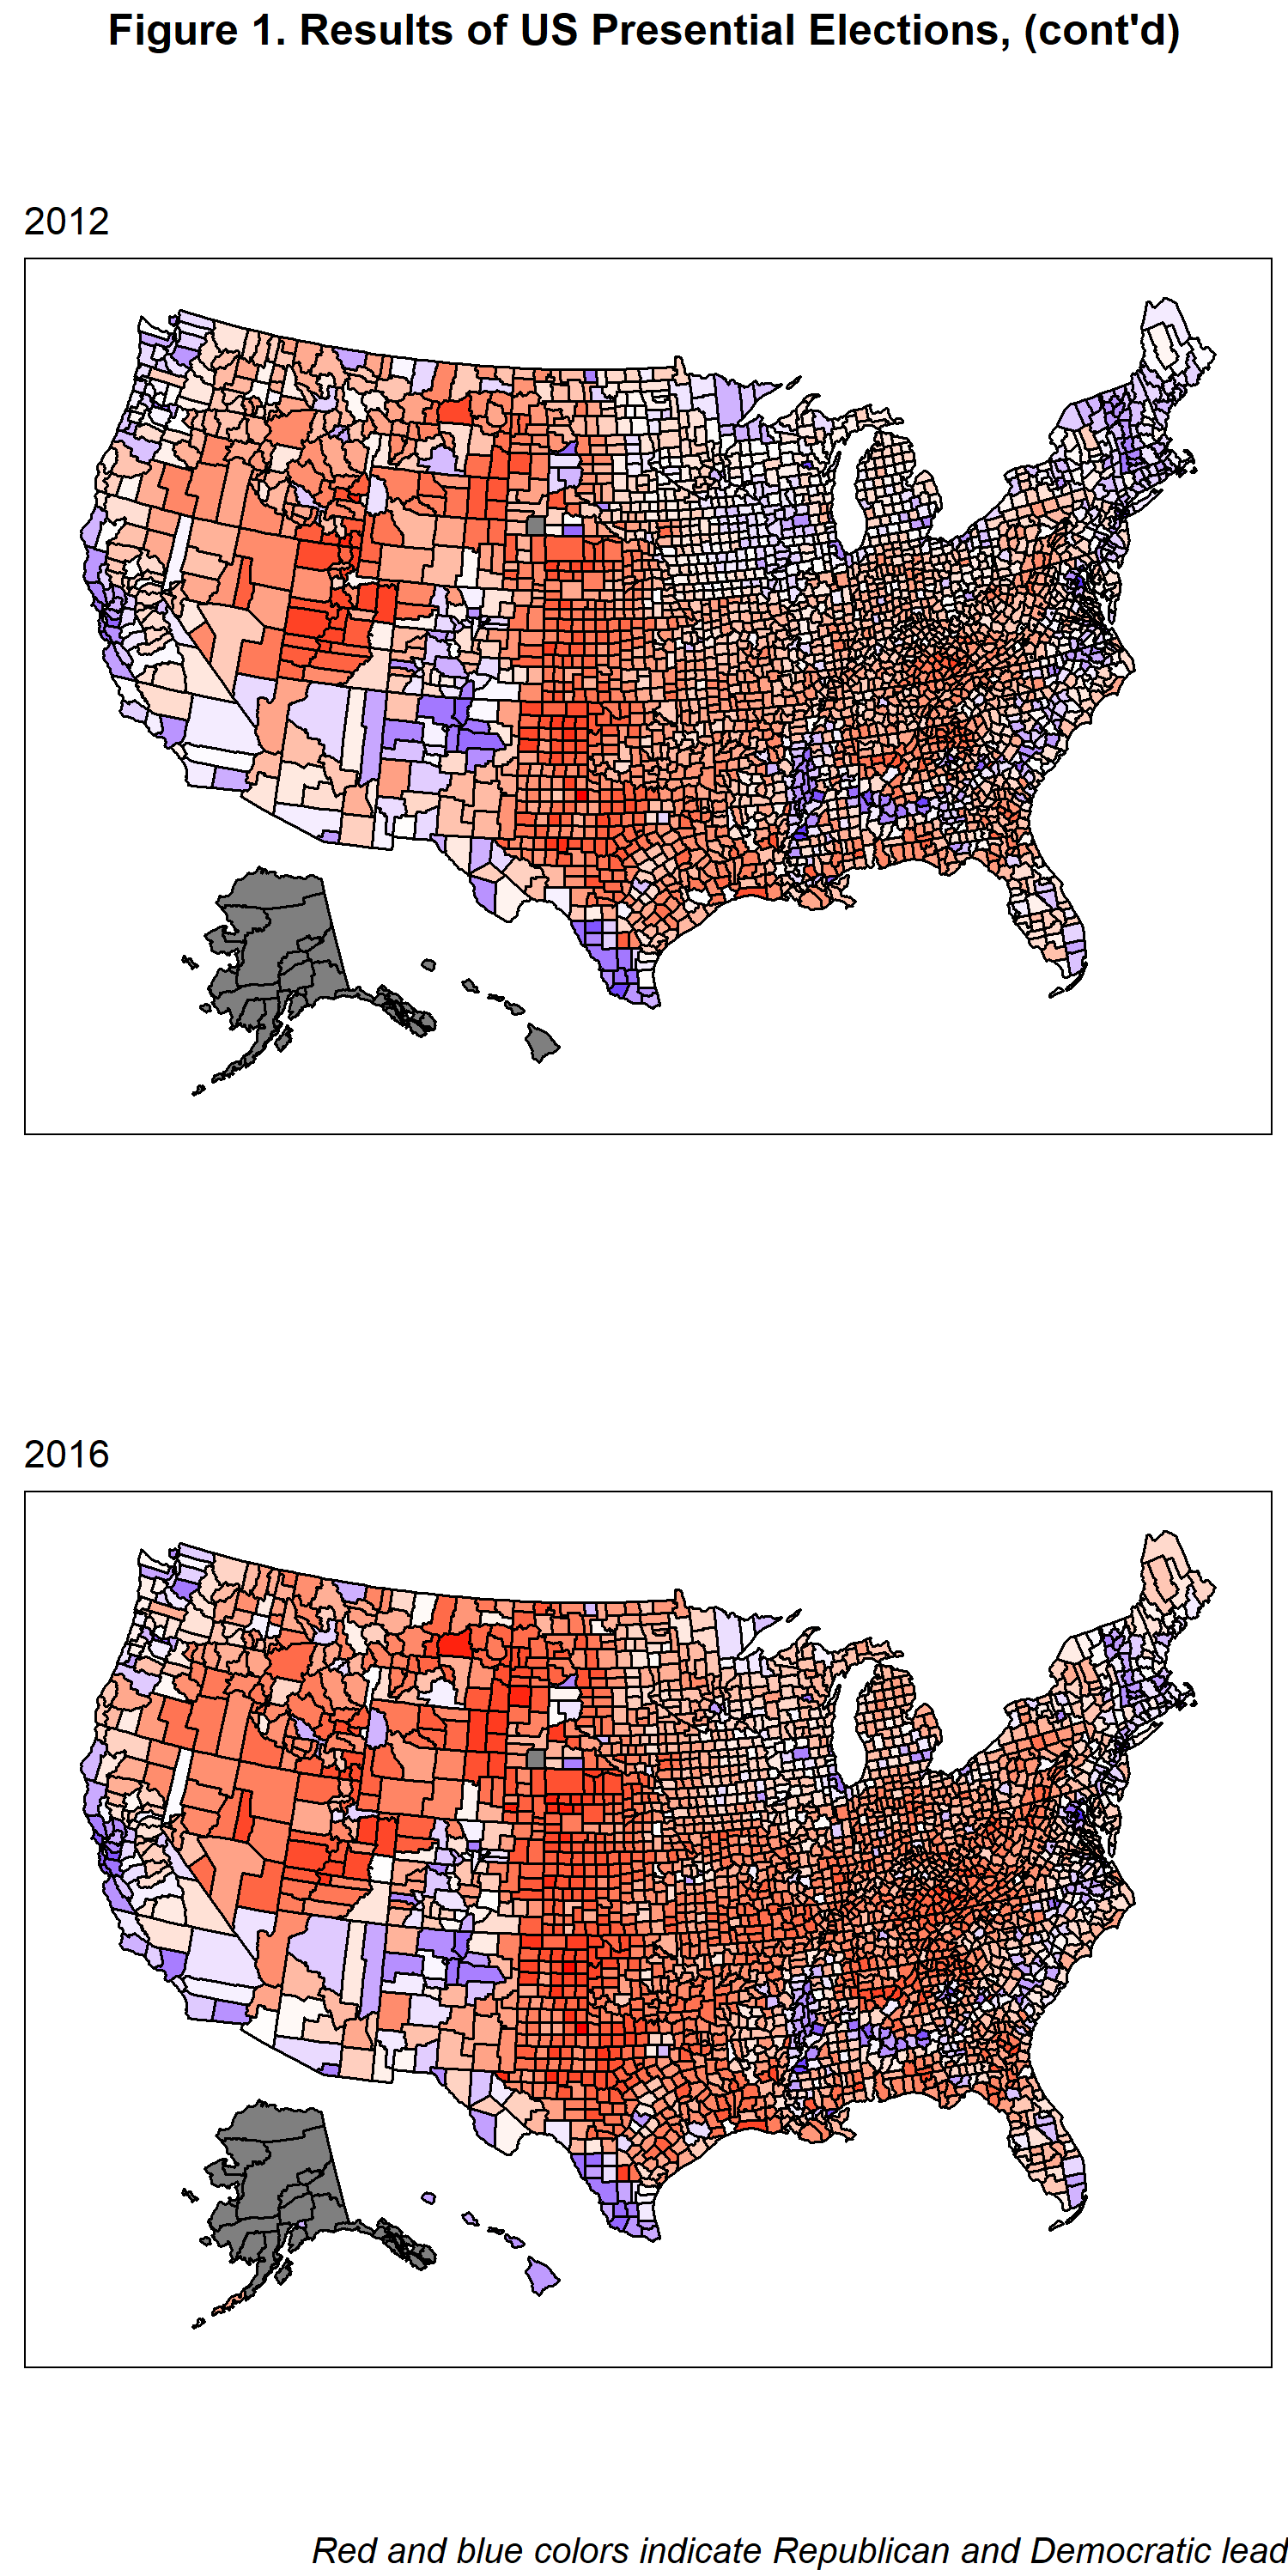 Figure 1. Results of US Presential Elections, (cont'd)
2012
2016
Red and blue colors indicate Republican and Democratic lead